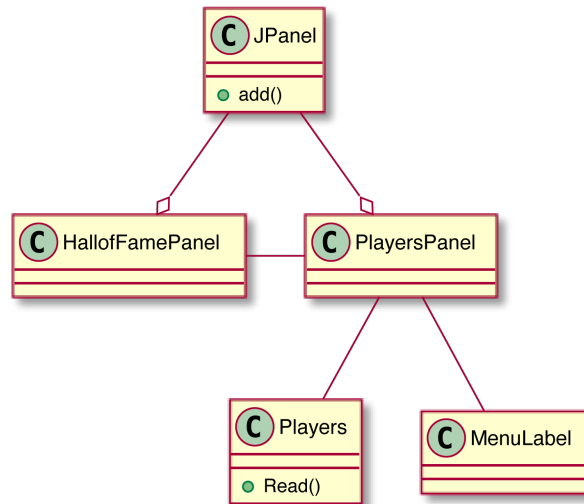 C JPanel
add()
C HallofFamePanel
C PlayersPanel
C Players
Read()
C MenuLabel